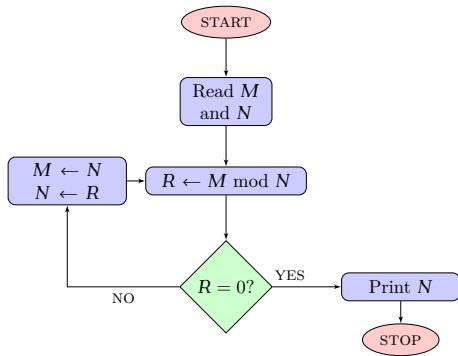 START
Read M
and N
M ← N
N ← R
R ← M mod N
R = 0?
YES
NO
Print N
STOP